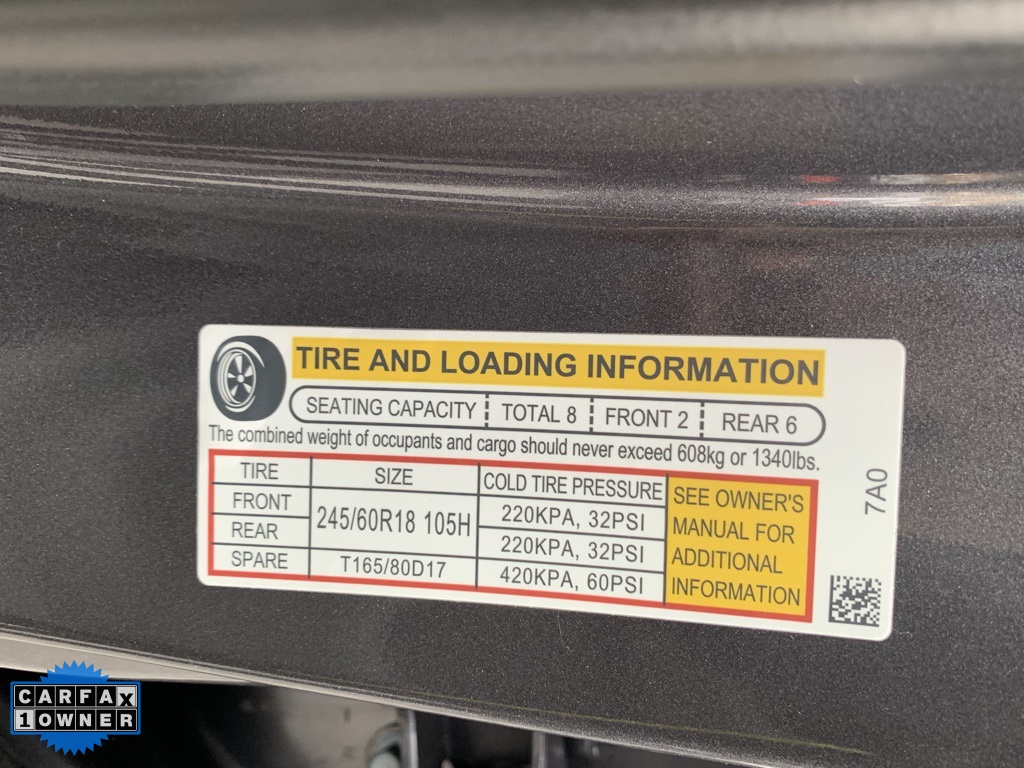 TIRE AND LOADING INFORMATION
SEATING CAPACITY TOTAL 8 FRONT 2 REAR 6
The combined weight of occupants and cargo should never exceed 608kg or 1340lbs.
TIRE SIZE COLD TIRE PRESSURE
FRONT 245/60R18 105H 220KPA, 32PSI
REAR 220KPA, 32PSI
SPARE T165/80D17 420KPA, 60PSI
SEE OWNER'S
MANUAL FOR
ADDITIONAL
INFORMATION
7A0
CARFAX
1 OWNER